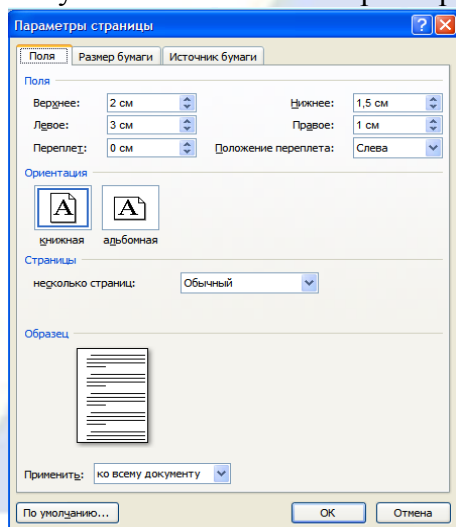 Параметры страницы
Поля Размер бумаги Источник бумаги
Поля
Верхнее: 2 см Нижнее: 1,5 см
Левое: 3 см Правое: 1 см
Переплет: 0 см Положение переплета: Слева
Ориентация
A A
книжная альбомная
Страницы
несколько страниц: Обычный
Образец
Применить: ко всему документу
По умолчанию... ОК Отмена